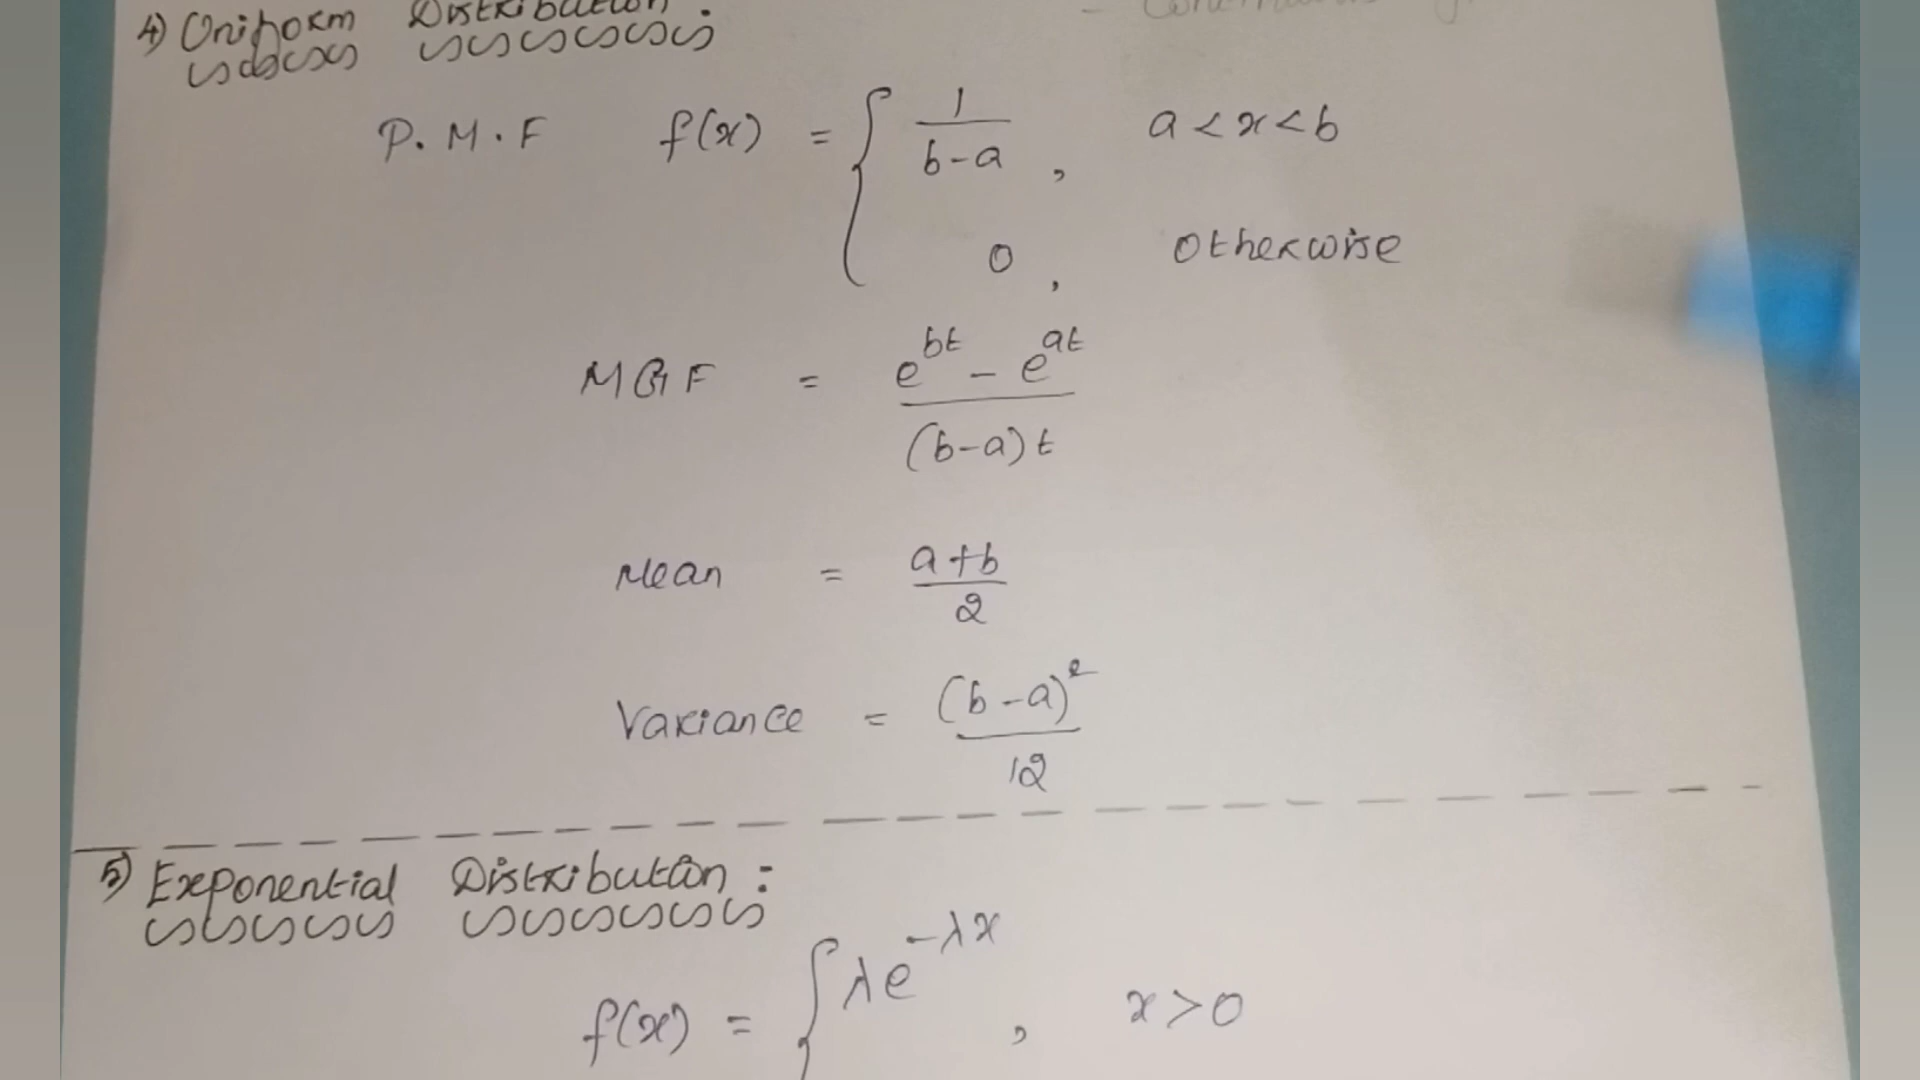 4) Uniform Distribution :
P.M.F f(x) = { 1/(b-a) , a<x<b
0 , otherwise
MGF = (e^bt - e^at)/((b-a)t)
Mean = (a+b)/2
Variance = (b-a)^2/12
5) Exponential Distribution :
f(x) = { λe^-λx , x>0